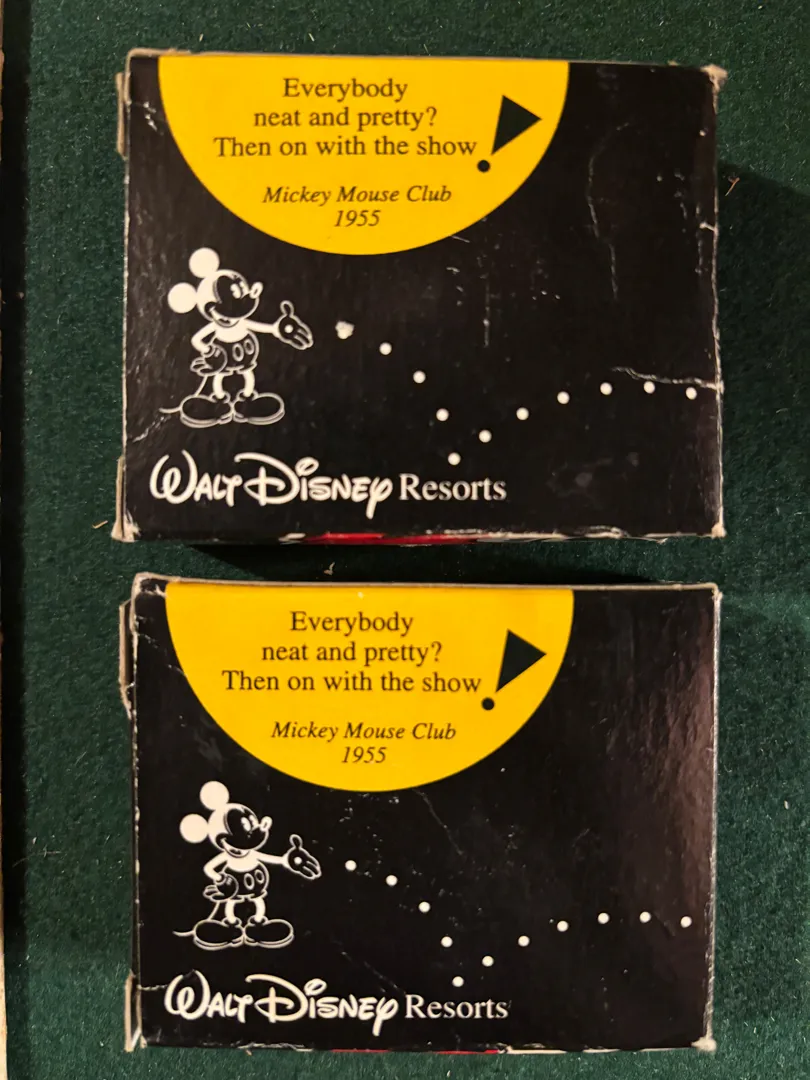 Everybody
neat and pretty?
Then on with the show!
Mickey Mouse Club
1955
Walt Disney Resorts
Everybody
neat and pretty?
Then on with the show!
Mickey Mouse Club
1955
Walt Disney Resorts